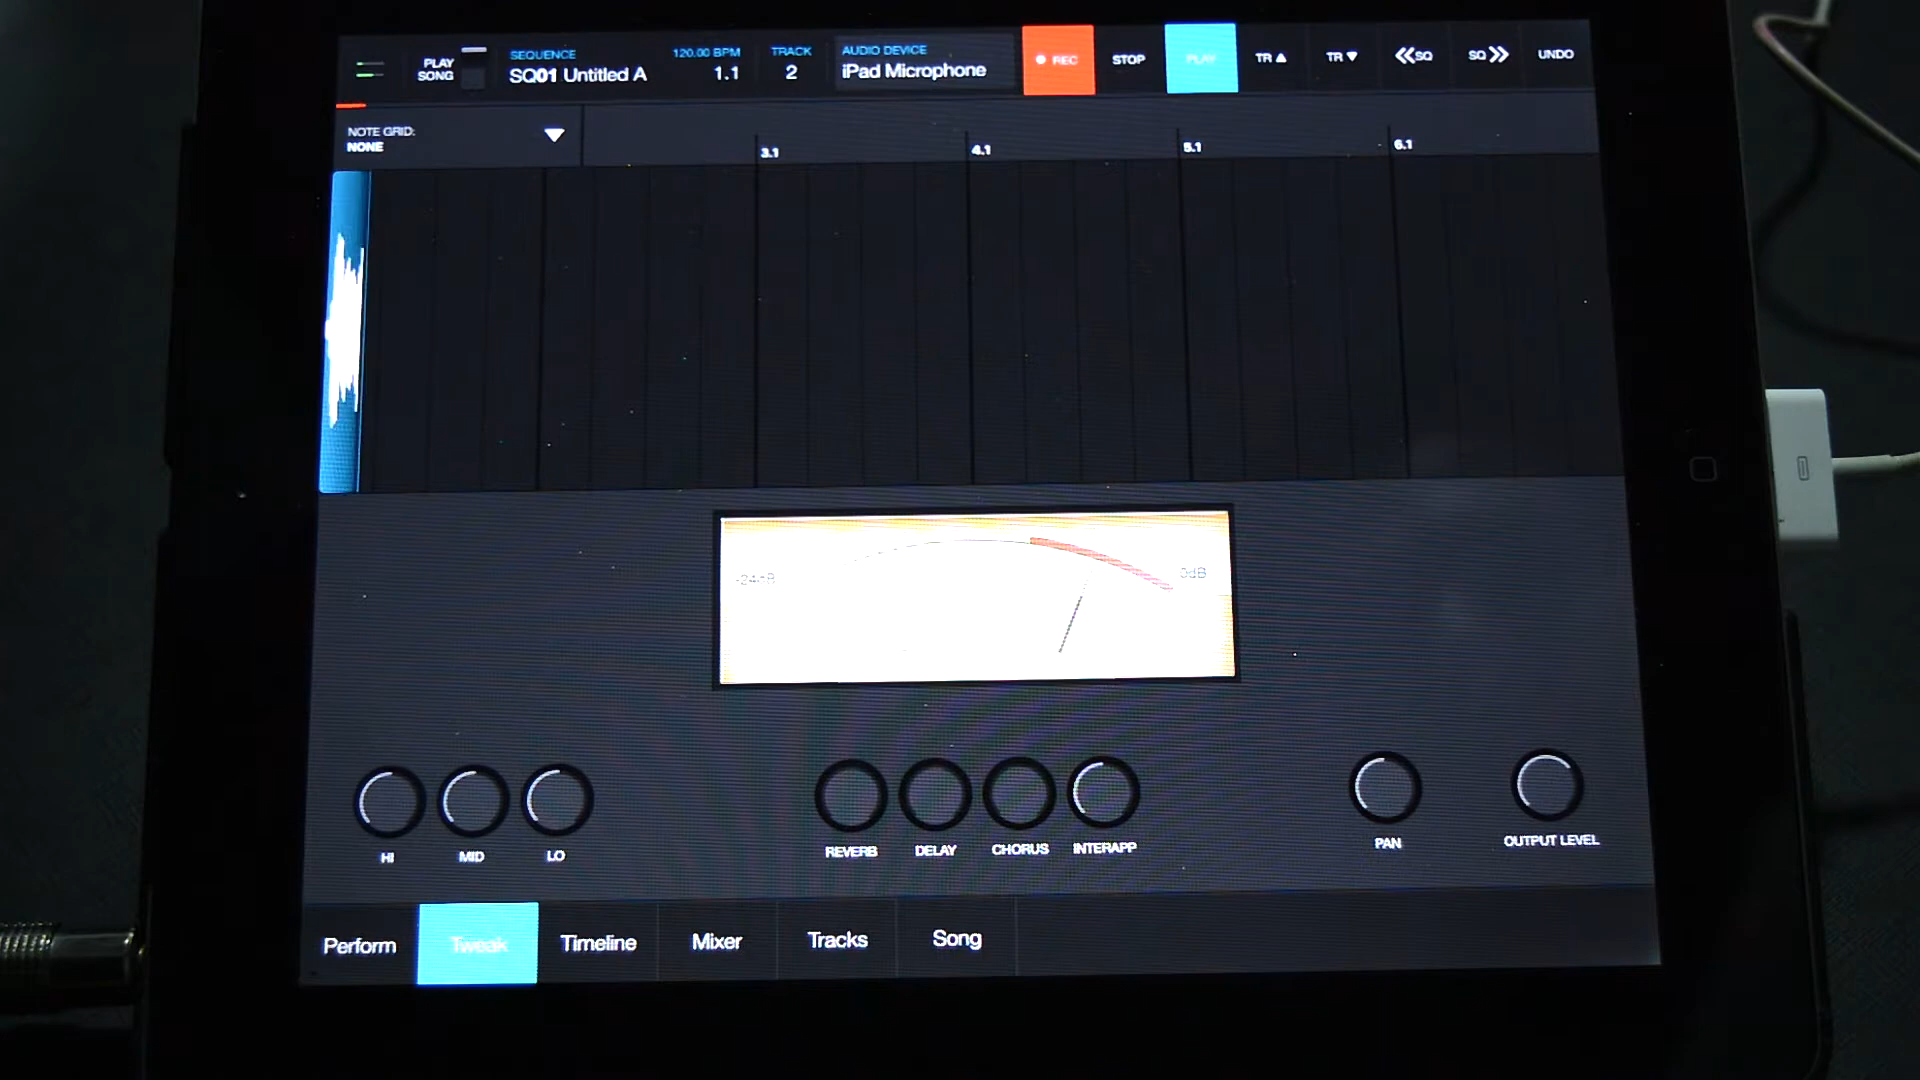 PLAY
SONG
SEQUENCE
SQ01 Untitled A
120.00 BPM
1.1
TRACK
2
AUDIO DEVICE
iPad Microphone
REC
STOP
PLAY
TR
TR
SQ
SQ
UNDO
NOTE GRID:
NONE
3.1
4.1
5.1
6.1
-24dB
0dB
HI
MID
LO
REVERB
DELAY
CHORUS
INTERAPP
PAN
OUTPUT LEVEL
Perform
Tweak
Timeline
Mixer
Tracks
Song